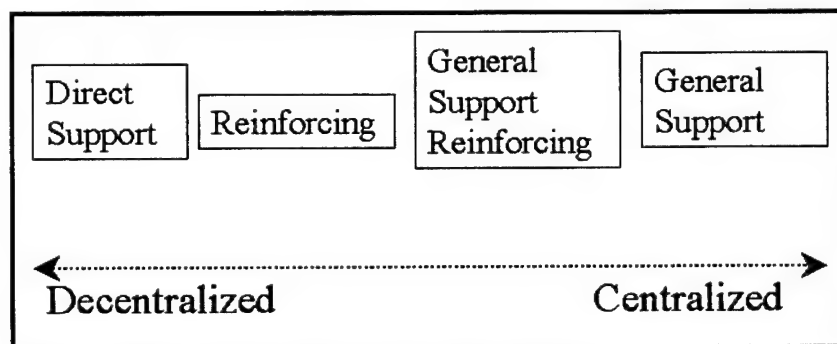 Direct
Support
Reinforcing
General
Support
Reinforcing
General
Support
Decentralized
Centralized